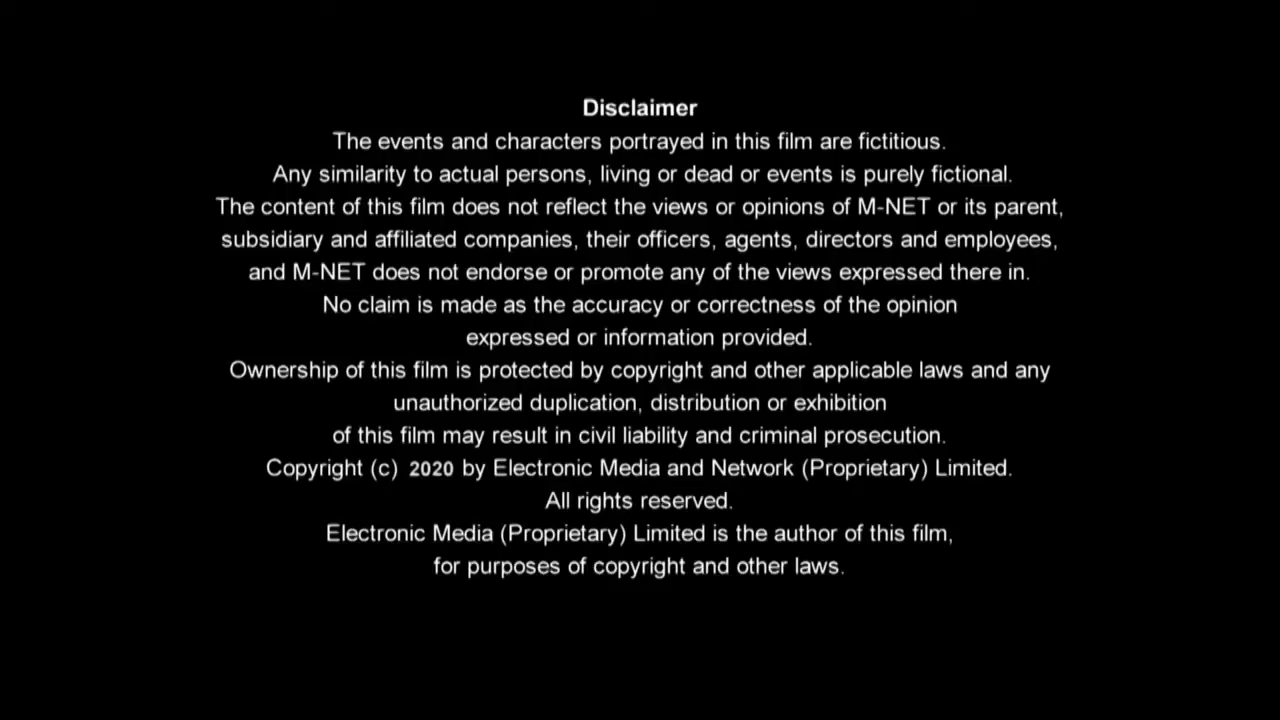 Disclaimer
The events and characters portrayed in this film are fictitious.
Any similarity to actual persons, living or dead or events is purely fictional.
The content of this film does not reflect the views or opinions of M-NET or its parent,
subsidiary and affiliated companies, their officers, agents, directors and employees,
and M-NET does not endorse or promote any of the views expressed there in.
No claim is made as the accuracy or correctness of the opinion
expressed or information provided.
Ownership of this film is protected by copyright and other applicable laws and any
unauthorized duplication, distribution or exhibition
of this film may result in civil liability and criminal prosecution.
Copyright (c) 2020 by Electronic Media and Network (Proprietary) Limited.
All rights reserved.
Electronic Media (Proprietary) Limited is the author of this film,
for purposes of copyright and other laws.